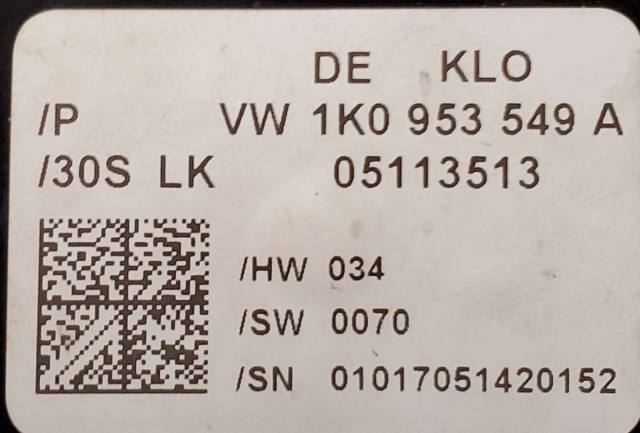 DE KLO
/P VW 1K0 953 549 A
/30S LK 05113513
/HW 034
/SW 0070
/SN 01017051420152